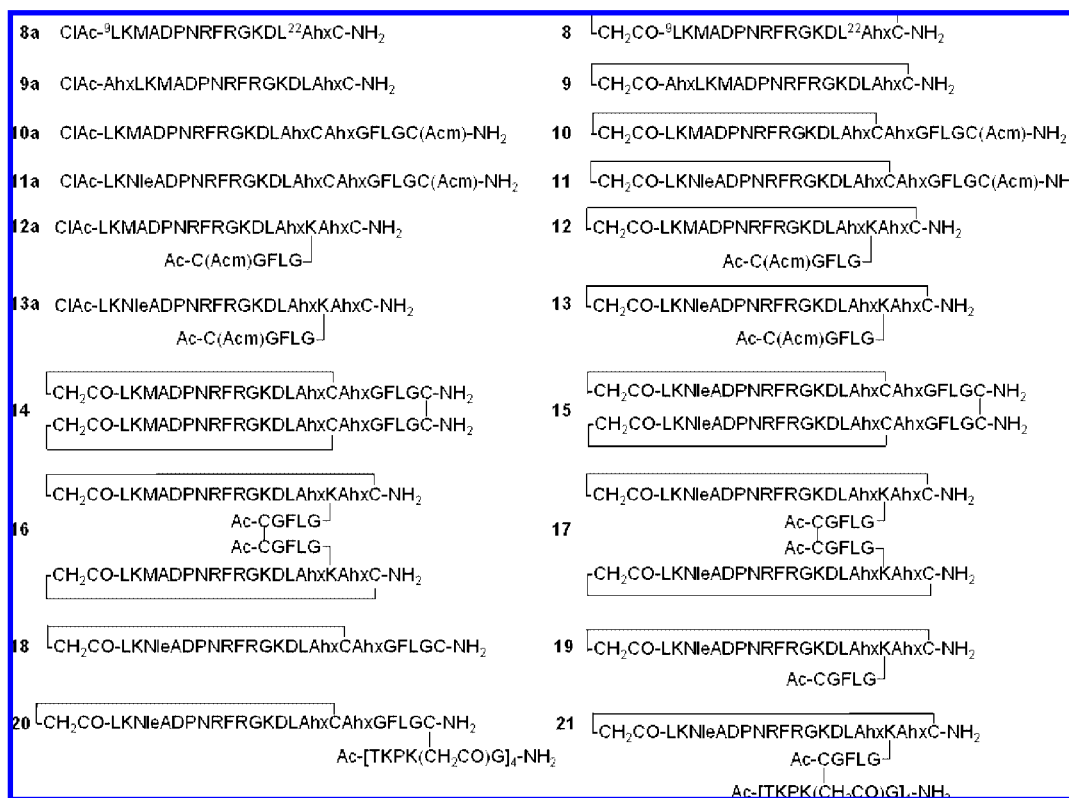 8a ClAc-⁹LKMADPNRFRGKDL²²AhxC-NH₂
8 CH₂CO-⁹LKMADPNRFRGKDL²²AhxC-NH₂
9a ClAc-AhxLKMADPNRFRGKDLAhxC-NH₂
9 CH₂CO-AhxLKMADPNRFRGKDLAhxC-NH₂
10a ClAc-LKMADPNRFRGKDLAhxCAhxGFLGC(Acm)-NH₂
10 CH₂CO-LKMADPNRFRGKDLAhxCAhxGFLGC(Acm)-NH₂
11a ClAc-LKNleADPNRFRGKDLAhxCAhxGFLGC(Acm)-NH₂
11 CH₂CO-LKNleADPNRFRGKDLAhxCAhxGFLGC(Acm)-NH
12a ClAc-LKMADPNRFRGKDLAhxKAhxC-NH₂
Ac-C(Acm)GFLG
12 CH₂CO-LKMADPNRFRGKDLAhxKAhxC-NH₂
Ac-C(Acm)GFLG
13a ClAc-LKNleADPNRFRGKDLAhxKAhxC-NH₂
Ac-C(Acm)GFLG
13 CH₂CO-LKNleADPNRFRGKDLAhxKAhxC-NH₂
Ac-C(Acm)GFLG
CH₂CO-LKMADPNRFRGKDLAhxCAhxGFLGC-NH₂
14
CH₂CO-LKMADPNRFRGKDLAhxCAhxGFLGC-NH₂
CH₂CO-LKNleADPNRFRGKDLAhxCAhxGFLGC-NH₂
15
CH₂CO-LKNleADPNRFRGKDLAhxCAhxGFLGC-NH₂
CH₂CO-LKMADPNRFRGKDLAhxKAhxC-NH₂
Ac-CGFLG
16
Ac-CGFLG
CH₂CO-LKMADPNRFRGKDLAhxKAhxC-NH₂
CH₂CO-LKNleADPNRFRGKDLAhxKAhxC-NH₂
Ac-CGFLG
17
Ac-CGFLG
CH₂CO-LKNleADPNRFRGKDLAhxKAhxC-NH₂
18 CH₂CO-LKNleADPNRFRGKDLAhxCAhxGFLGC-NH₂
19 CH₂CO-LKNleADPNRFRGKDLAhxKAhxC-NH₂
Ac-CGFLG
20 CH₂CO-LKNleADPNRFRGKDLAhxCAhxGFLGC-NH₂
Ac-[TKPK(CH₂CO)G]₄-NH₂
21 CH₂CO-LKNleADPNRFRGKDLAhxKAhxC-NH₂
Ac-CGFLG
Ac-[TKPK(CH₂CO)G]₄-NH₂